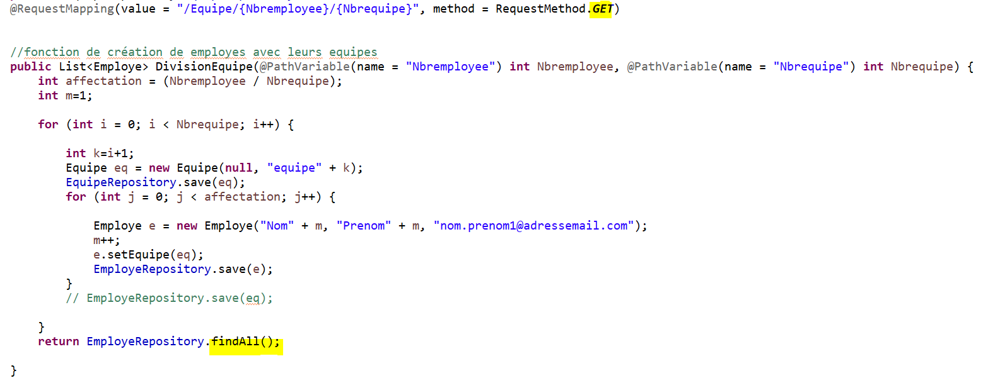 @RequestMapping(value = "/Equipe/{Nbremployee}/{Nbrequipe}", method = RequestMethod.GET)
//fonction de création de employes avec leurs equipes
public List<Employe> DivisionEquipe(@PathVariable(name = "Nbremployee") int Nbremployee, @PathVariable(name = "Nbrequipe") int Nbrequipe) {
int affectation = (Nbremployee / Nbrequipe);
int m=1;
for (int i = 0; i < Nbrequipe; i++) {
int k=i+1;
Equipe eq = new Equipe(null, "equipe" + k);
EquipeRepository.save(eq);
for (int j = 0; j < affectation; j++) {
Employe e = new Employe("Nom" + m, "Prenom" + m, "nom.prenom1@adressemail.com");
m++;
e.setEquipe(eq);
EmployeRepository.save(e);
}
// EmployeRepository.save(eq);
}
return EmployeRepository.findAll();
}